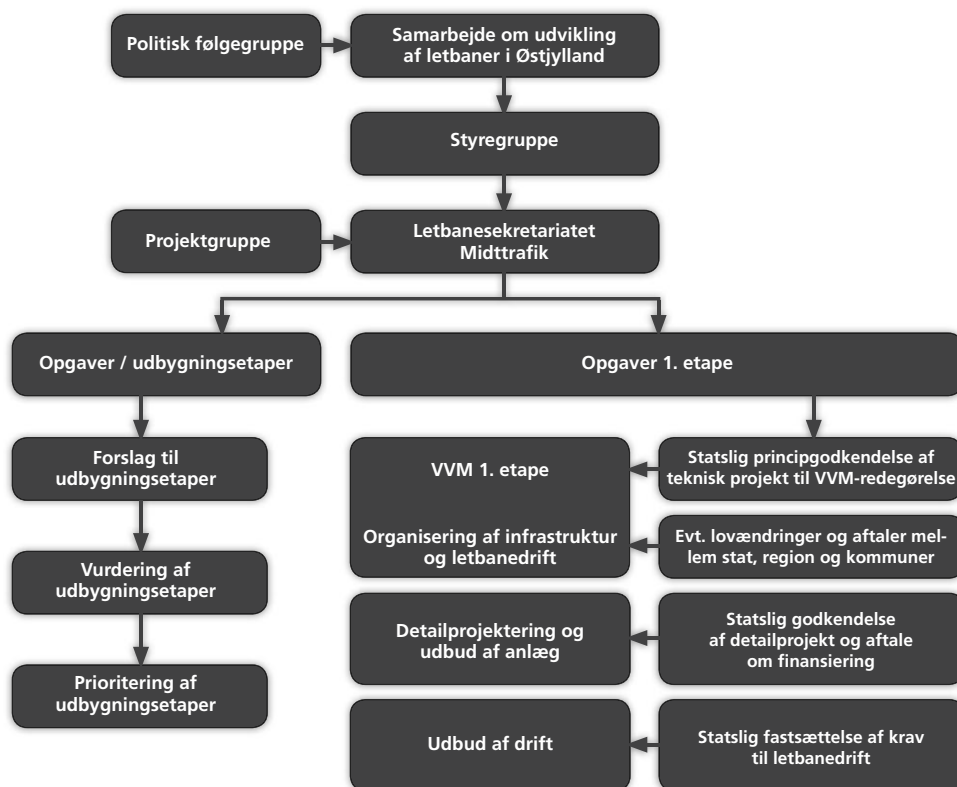 Politisk følgegruppe
Samarbejde om udvikling
af letbaner i Østjylland
Styregruppe
Projektgruppe
Letbanesekretariatet
Midttrafik
Opgaver / udbygningsetaper
Opgaver 1. etape
Forslag til
udbygningsetaper
Vurdering af
udbygningsetaper
Prioritering af
udbygningsetaper
VVM 1. etape
Statslig principgodkendelse af
teknisk projekt til VVM-redegørelse
Organisering af infrastruktur
og letbanedrift
Evt. lovændringer og aftaler mel-
lem stat, region og kommuner
Detailprojektering og
udbud af anlæg
Statslig godkendelse
af detailprojekt og aftale
om finansiering
Udbud af drift
Statslig fastsættelse af krav
til letbanedrift